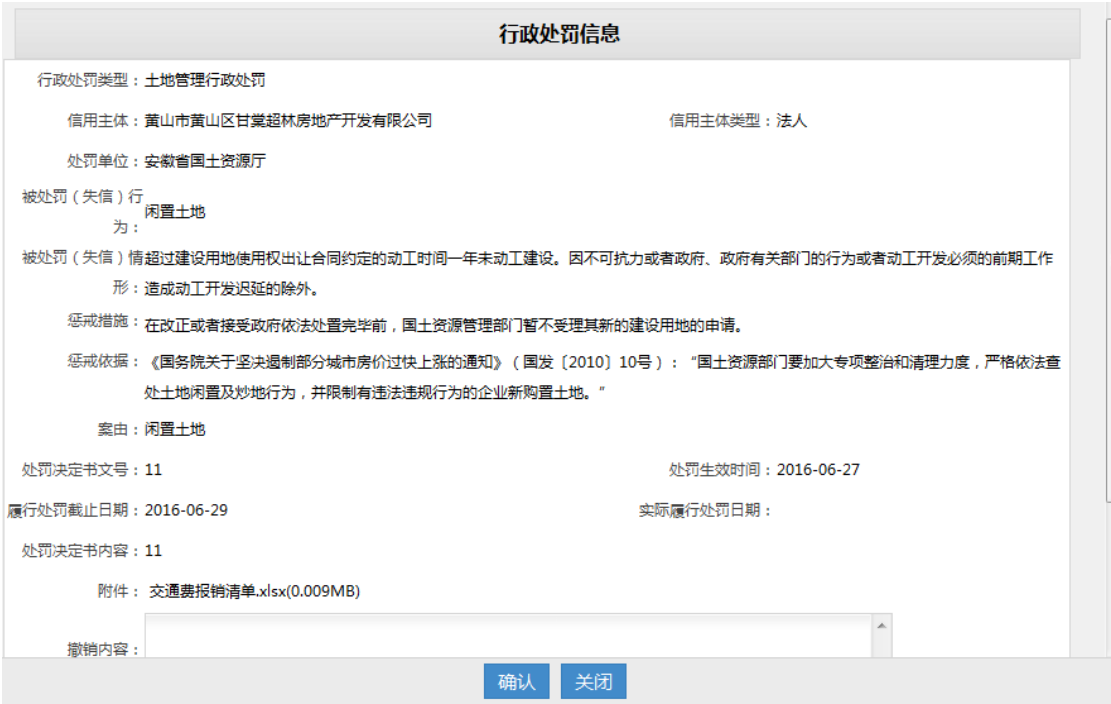 行政处罚信息
行政处罚类型：土地管理行政处罚
信用主体：黄山市黄山区甘棠超林房地产开发有限公司 信用主体类型：法人
处罚单位：安徽省国土资源厅
被处罚（失信）行
为：闲置土地
被处罚（失信）情超过建设用地使用权出让合同约定的动工时间一年未动工建设。因不可抗力或者政府、政府有关部门的行为或者动工开发必须的前期工作
形：造成动工开发迟延的除外。
惩戒措施：在改正或者接受政府依法处置完毕前，国土资源管理部门暂不受理其新的建设用地的申请。
惩戒依据：《国务院关于坚决遏制部分城市房价过快上涨的通知》（国发〔2010〕10号）：“国土资源部门要加大专项整治和清理力度，严格依法查
处土地闲置及炒地行为，并限制有违法违规行为的企业新购置土地。”
案由：闲置土地
处罚决定书文号：11 处罚生效时间：2016-06-27
履行处罚截止日期：2016-06-29 实际履行处罚日期：
处罚决定书内容：11
附件：交通费报销清单.xlsx(0.009MB)
撤销内容：
确认 关闭